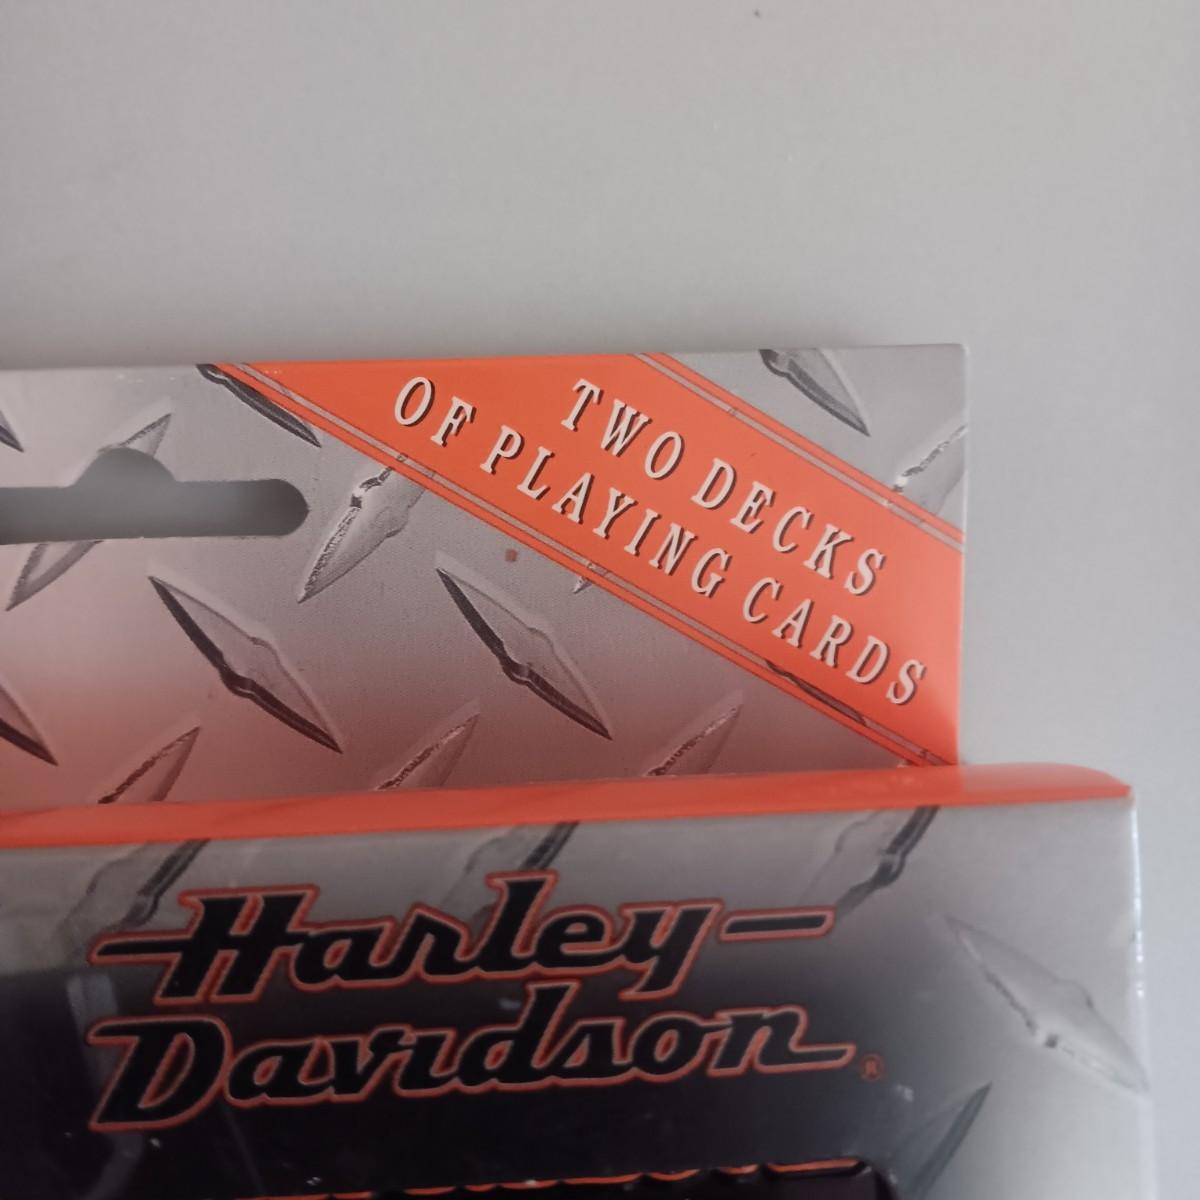 TWO DECKS
OF PLAYING CARDS
Harley-
Davidson®